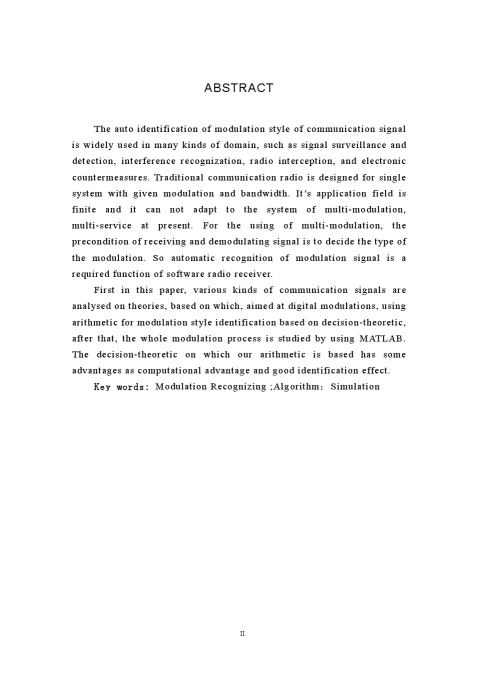 ABSTRACT
The auto identification of modulation style of communication signal
is widely used in many kinds of domain, such as signal surveillance and
detection, interference recognition, radio interception, and electronic
countermeasures. Traditional communication radio is designed for single
system with given modulation and bandwidth. It's application field is
finite and it can not adapt to the system of multi-modulation,
multi-service at present. For the using of multi-modulation, the
precondition of receiving and demodulating signal is to decide the type of
the modulation. So automatic recognition of modulation signal is a
required function of software radio receiver.
First in this paper, various kinds of communication signals are
analysed on theories, based on which, aimed at digital modulations, using
arithmetic for modulation style identification based on decision-theoretic,
after that, the whole modulation process is studied by using MATLAB.
The decision-theoretic on which our arithmetic is based has some
advantages as computational advantage and good identification effect.
Key words: Modulation Recognizing ;Algorithm: Simulation
II